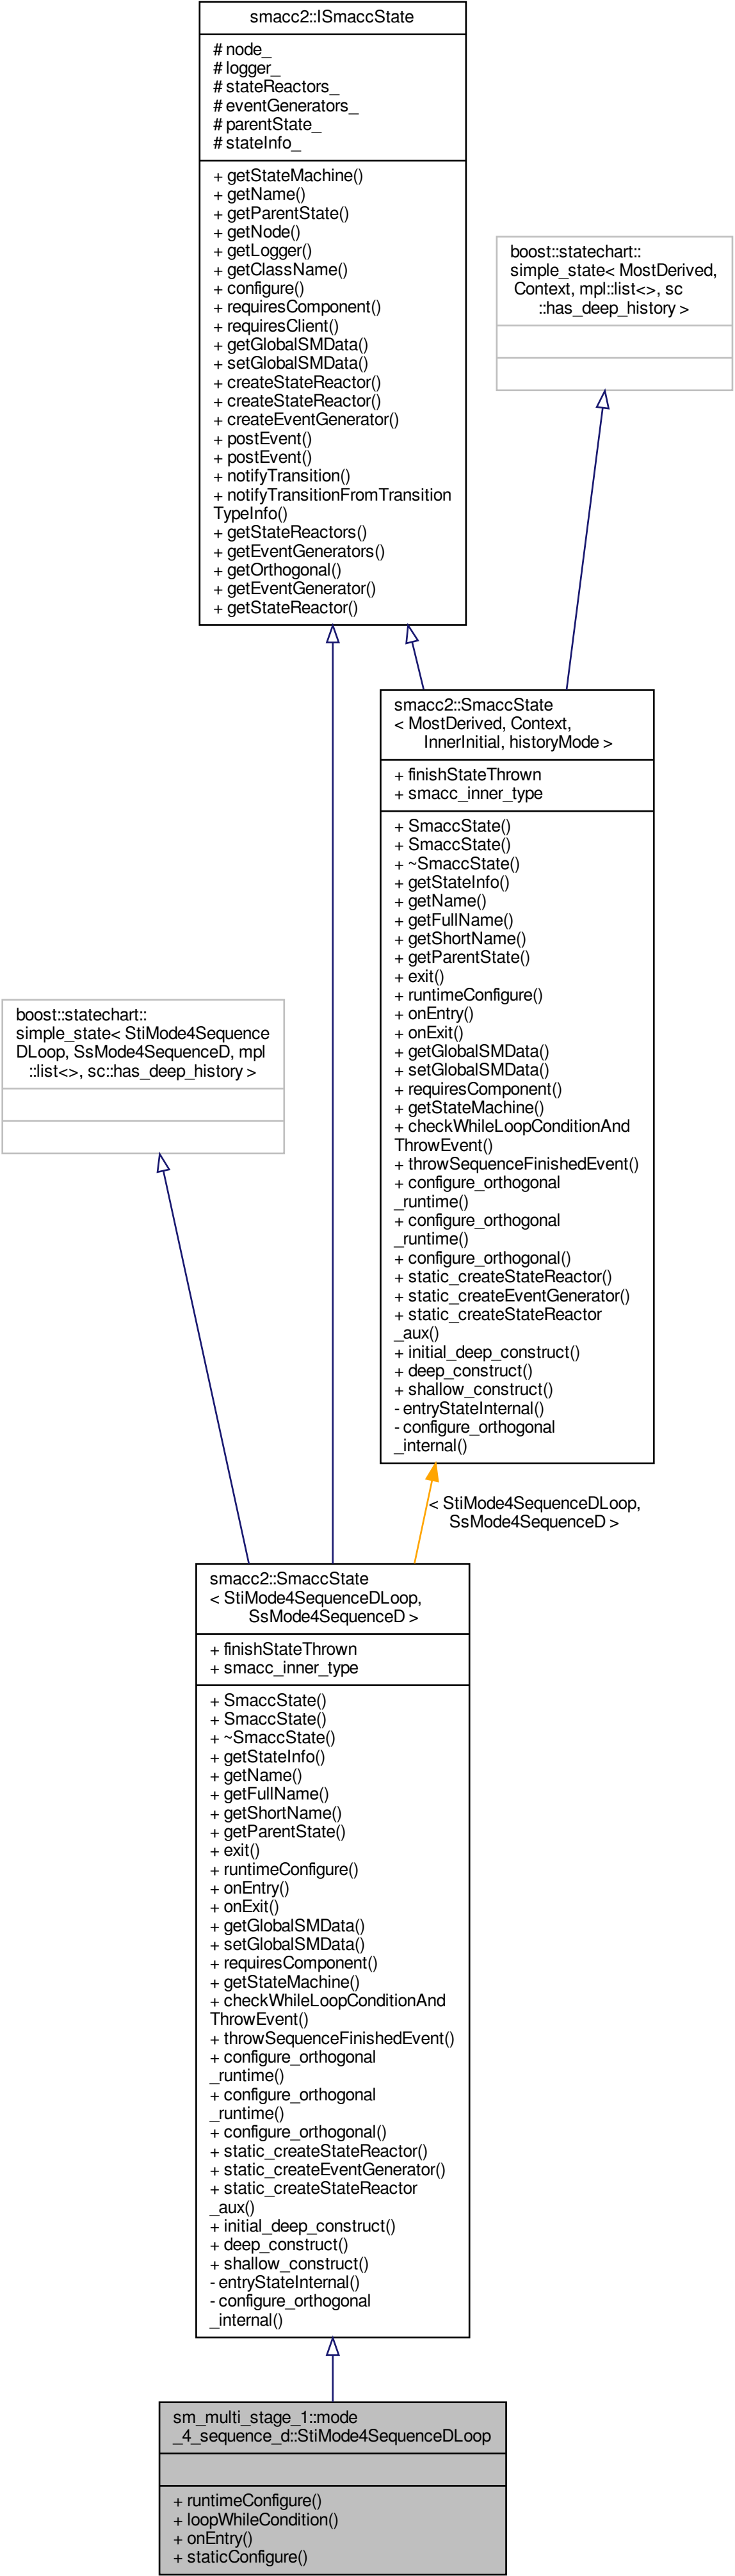 smacc2::ISmaccState
# node_
# logger_
# stateReactors_
# eventGenerators_
# parentState_
# stateInfo_
+ getStateMachine()
+ getName()
+ getParentState()
+ getNode()
+ getLogger()
+ getClassName()
+ configure()
+ requiresComponent()
+ requiresClient()
+ getGlobalSMData()
+ setGlobalSMData()
+ createStateReactor()
+ createStateReactor()
+ createEventGenerator()
+ postEvent()
+ postEvent()
+ notifyTransition()
+ notifyTransitionFromTransition
TypeInfo()
+ getStateReactors()
+ getEventGenerators()
+ getOrthogonal()
+ getEventGenerator()
+ getStateReactor()
boost::statechart::
simple_state< MostDerived,
Context, mpl::list<>, sc
::has_deep_history >
smacc2::SmaccState
< MostDerived, Context,
InnerInitial, historyMode >
+ finishStateThrown
+ smacc_inner_type
+ SmaccState()
+ SmaccState()
+ ~SmaccState()
+ getStateInfo()
+ getName()
+ getFullName()
+ getShortName()
+ getParentState()
+ exit()
+ runtimeConfigure()
+ onEntry()
+ onExit()
+ getGlobalSMData()
+ setGlobalSMData()
+ requiresComponent()
+ getStateMachine()
+ checkWhileLoopConditionAnd
ThrowEvent()
+ throwSequenceFinishedEvent()
+ configure_orthogonal
_runtime()
+ configure_orthogonal
_runtime()
+ configure_orthogonal()
+ static_createStateReactor()
+ static_createEventGenerator()
+ static_createStateReactor
_aux()
+ initial_deep_construct()
+ deep_construct()
+ shallow_construct()
- entryStateInternal()
- configure_orthogonal
_internal()
boost::statechart::
simple_state< StiMode4Sequence
DLoop, SsMode4SequenceD, mpl
::list<>, sc::has_deep_history >
< StiMode4SequenceDLoop,
SsMode4SequenceD >
smacc2::SmaccState
< StiMode4SequenceDLoop,
SsMode4SequenceD >
+ finishStateThrown
+ smacc_inner_type
+ SmaccState()
+ SmaccState()
+ ~SmaccState()
+ getStateInfo()
+ getName()
+ getFullName()
+ getShortName()
+ getParentState()
+ exit()
+ runtimeConfigure()
+ onEntry()
+ onExit()
+ getGlobalSMData()
+ setGlobalSMData()
+ requiresComponent()
+ getStateMachine()
+ checkWhileLoopConditionAnd
ThrowEvent()
+ throwSequenceFinishedEvent()
+ configure_orthogonal
_runtime()
+ configure_orthogonal
_runtime()
+ configure_orthogonal()
+ static_createStateReactor()
+ static_createEventGenerator()
+ static_createStateReactor
_aux()
+ initial_deep_construct()
+ deep_construct()
+ shallow_construct()
- entryStateInternal()
- configure_orthogonal
_internal()
sm_multi_stage_1::mode
_4_sequence_d::StiMode4SequenceDLoop
+ runtimeConfigure()
+ loopWhileCondition()
+ onEntry()
+ staticConfigure()